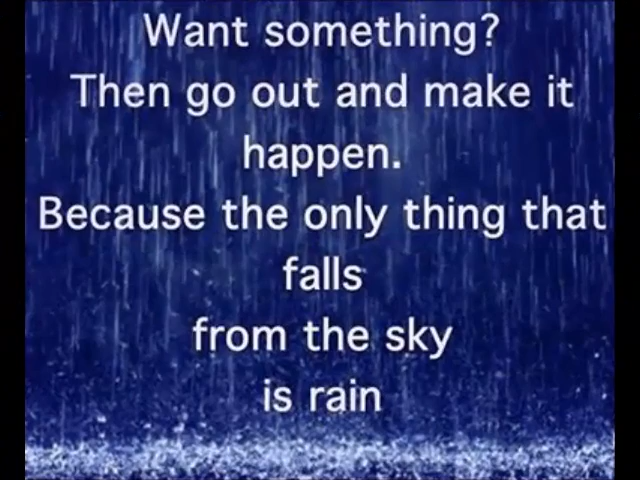 Want something?
Then go out and make it
happen.
Because the only thing that
falls
from the sky
is rain